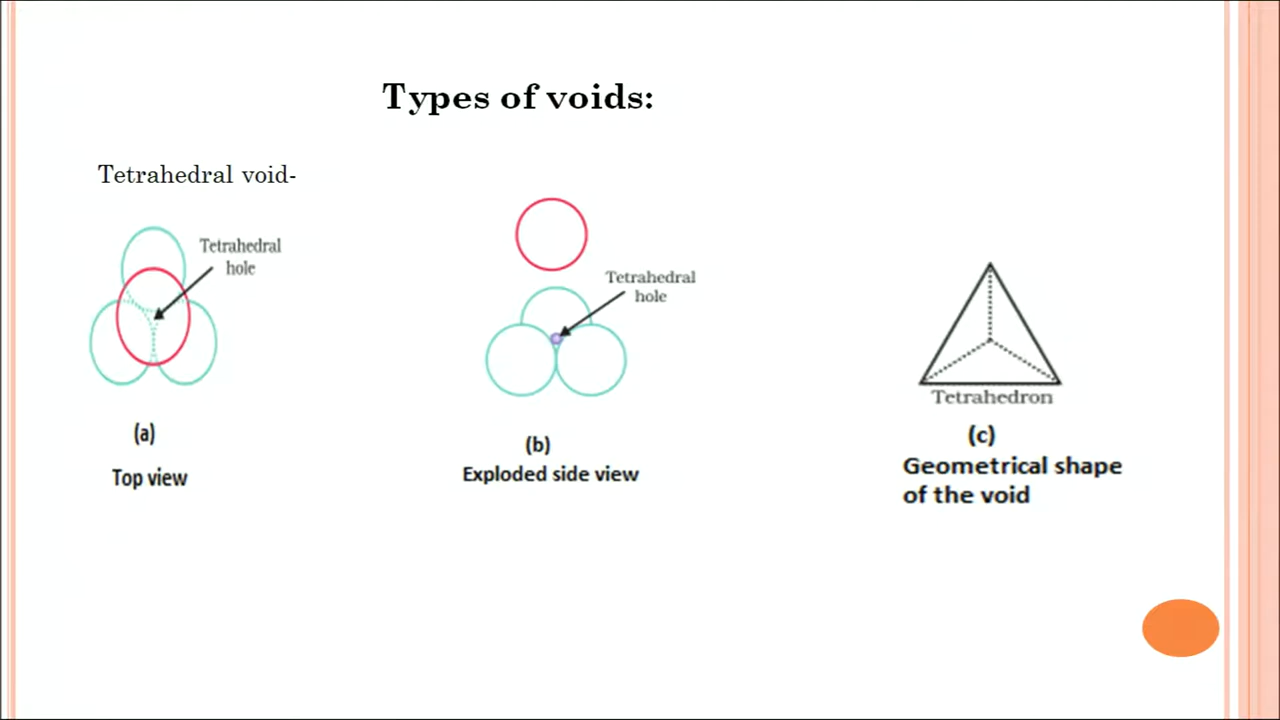 Types of voids:
Tetrahedral void-
Tetrahedral
hole
(a)
Top view
Tetrahedral
hole
(b)
Exploded side view
Tetrahedron
(c)
Geometrical shape
of the void